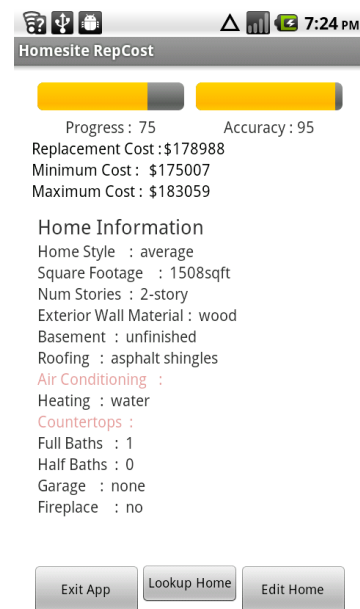 7:24 PM
Homesite RepCost
Progress : 75 Accuracy : 95
Replacement Cost : $178988
Minimum Cost : $175007
Maximum Cost : $183059
Home Information
Home Style : average
Square Footage : 1508sqft
Num Stories : 2-story
Exterior Wall Material : wood
Basement : unfinished
Roofing : asphalt shingles
Air Conditioning :
Heating : water
Countertops :
Full Baths : 1
Half Baths : 0
Garage : none
Fireplace : no
Exit App Lookup Home Edit Home